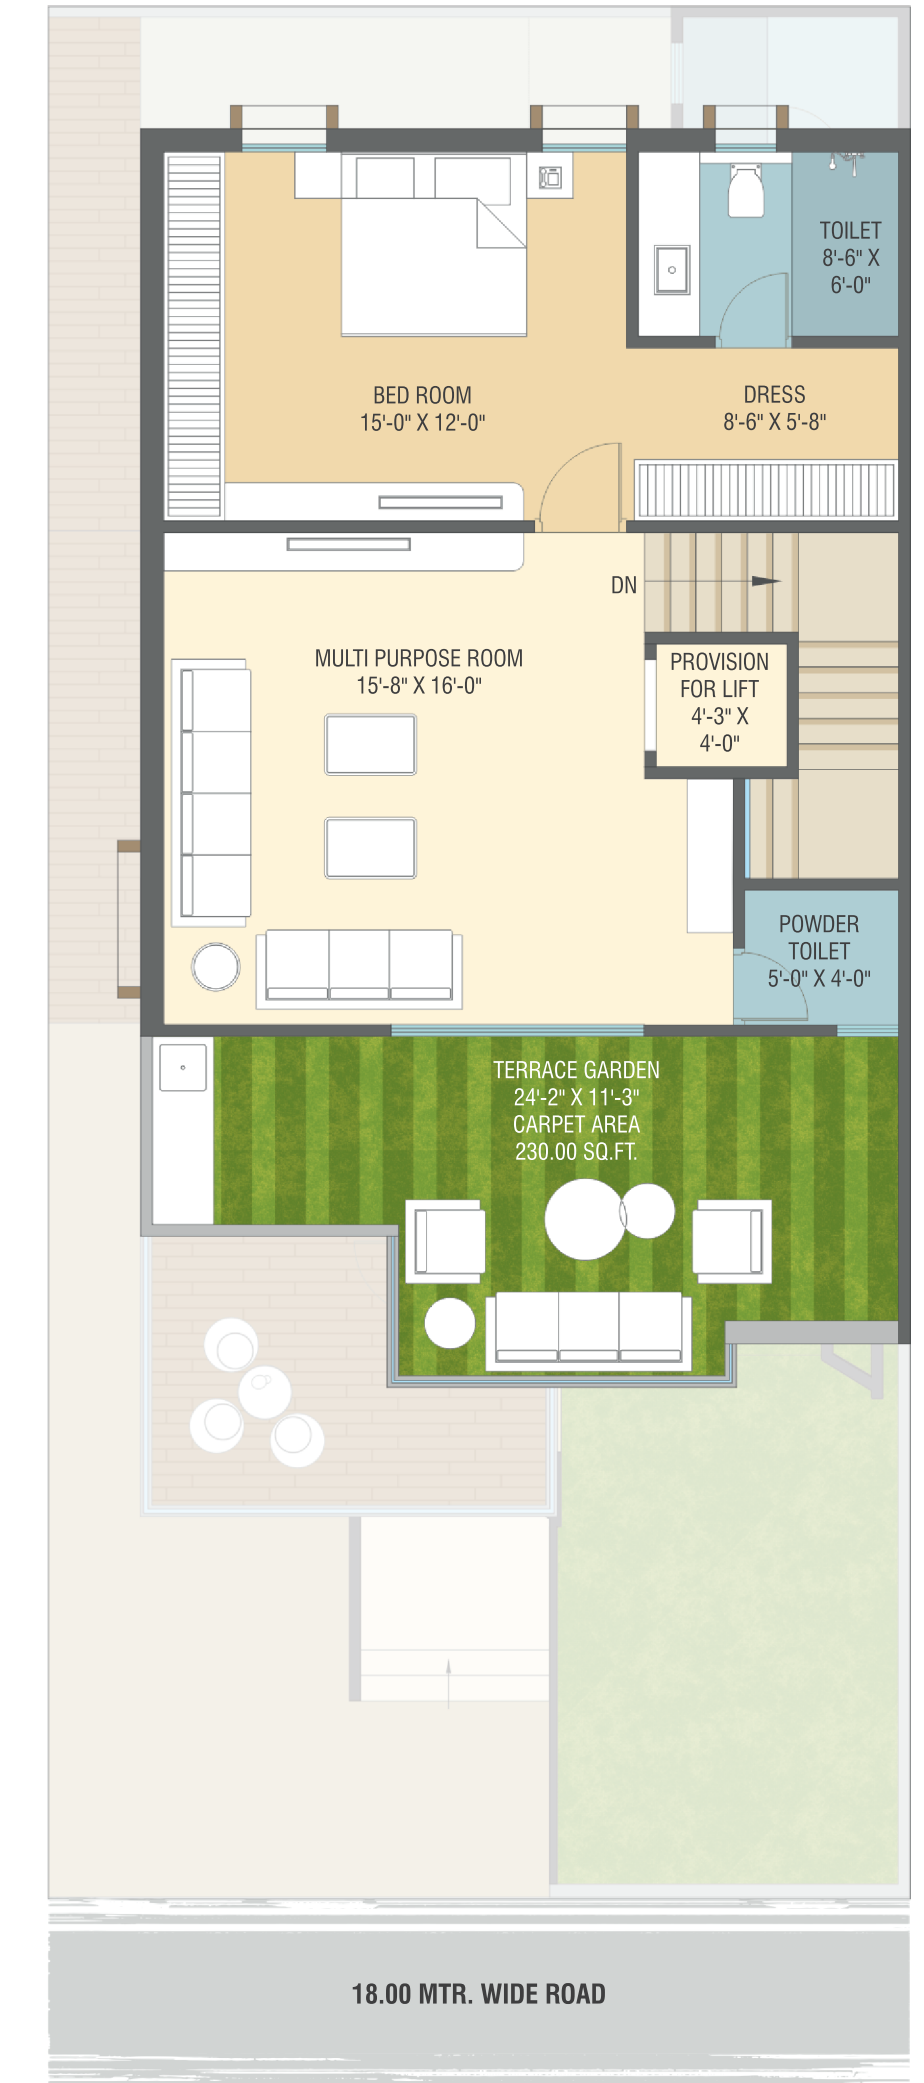 TOILET
8'-6" X
6'-0"
BED ROOM
15'-0" X 12'-0"
DRESS
8'-6" X 5'-8"
DN
MULTI PURPOSE ROOM
15'-8" X 16'-0"
PROVISION
FOR LIFT
4'-3" X
4'-0"
POWDER
TOILET
5'-0" X 4'-0"
TERRACE GARDEN
24'-2" X 11'-3"
CARPET AREA
230.00 SQ.FT.
18.00 MTR. WIDE ROAD